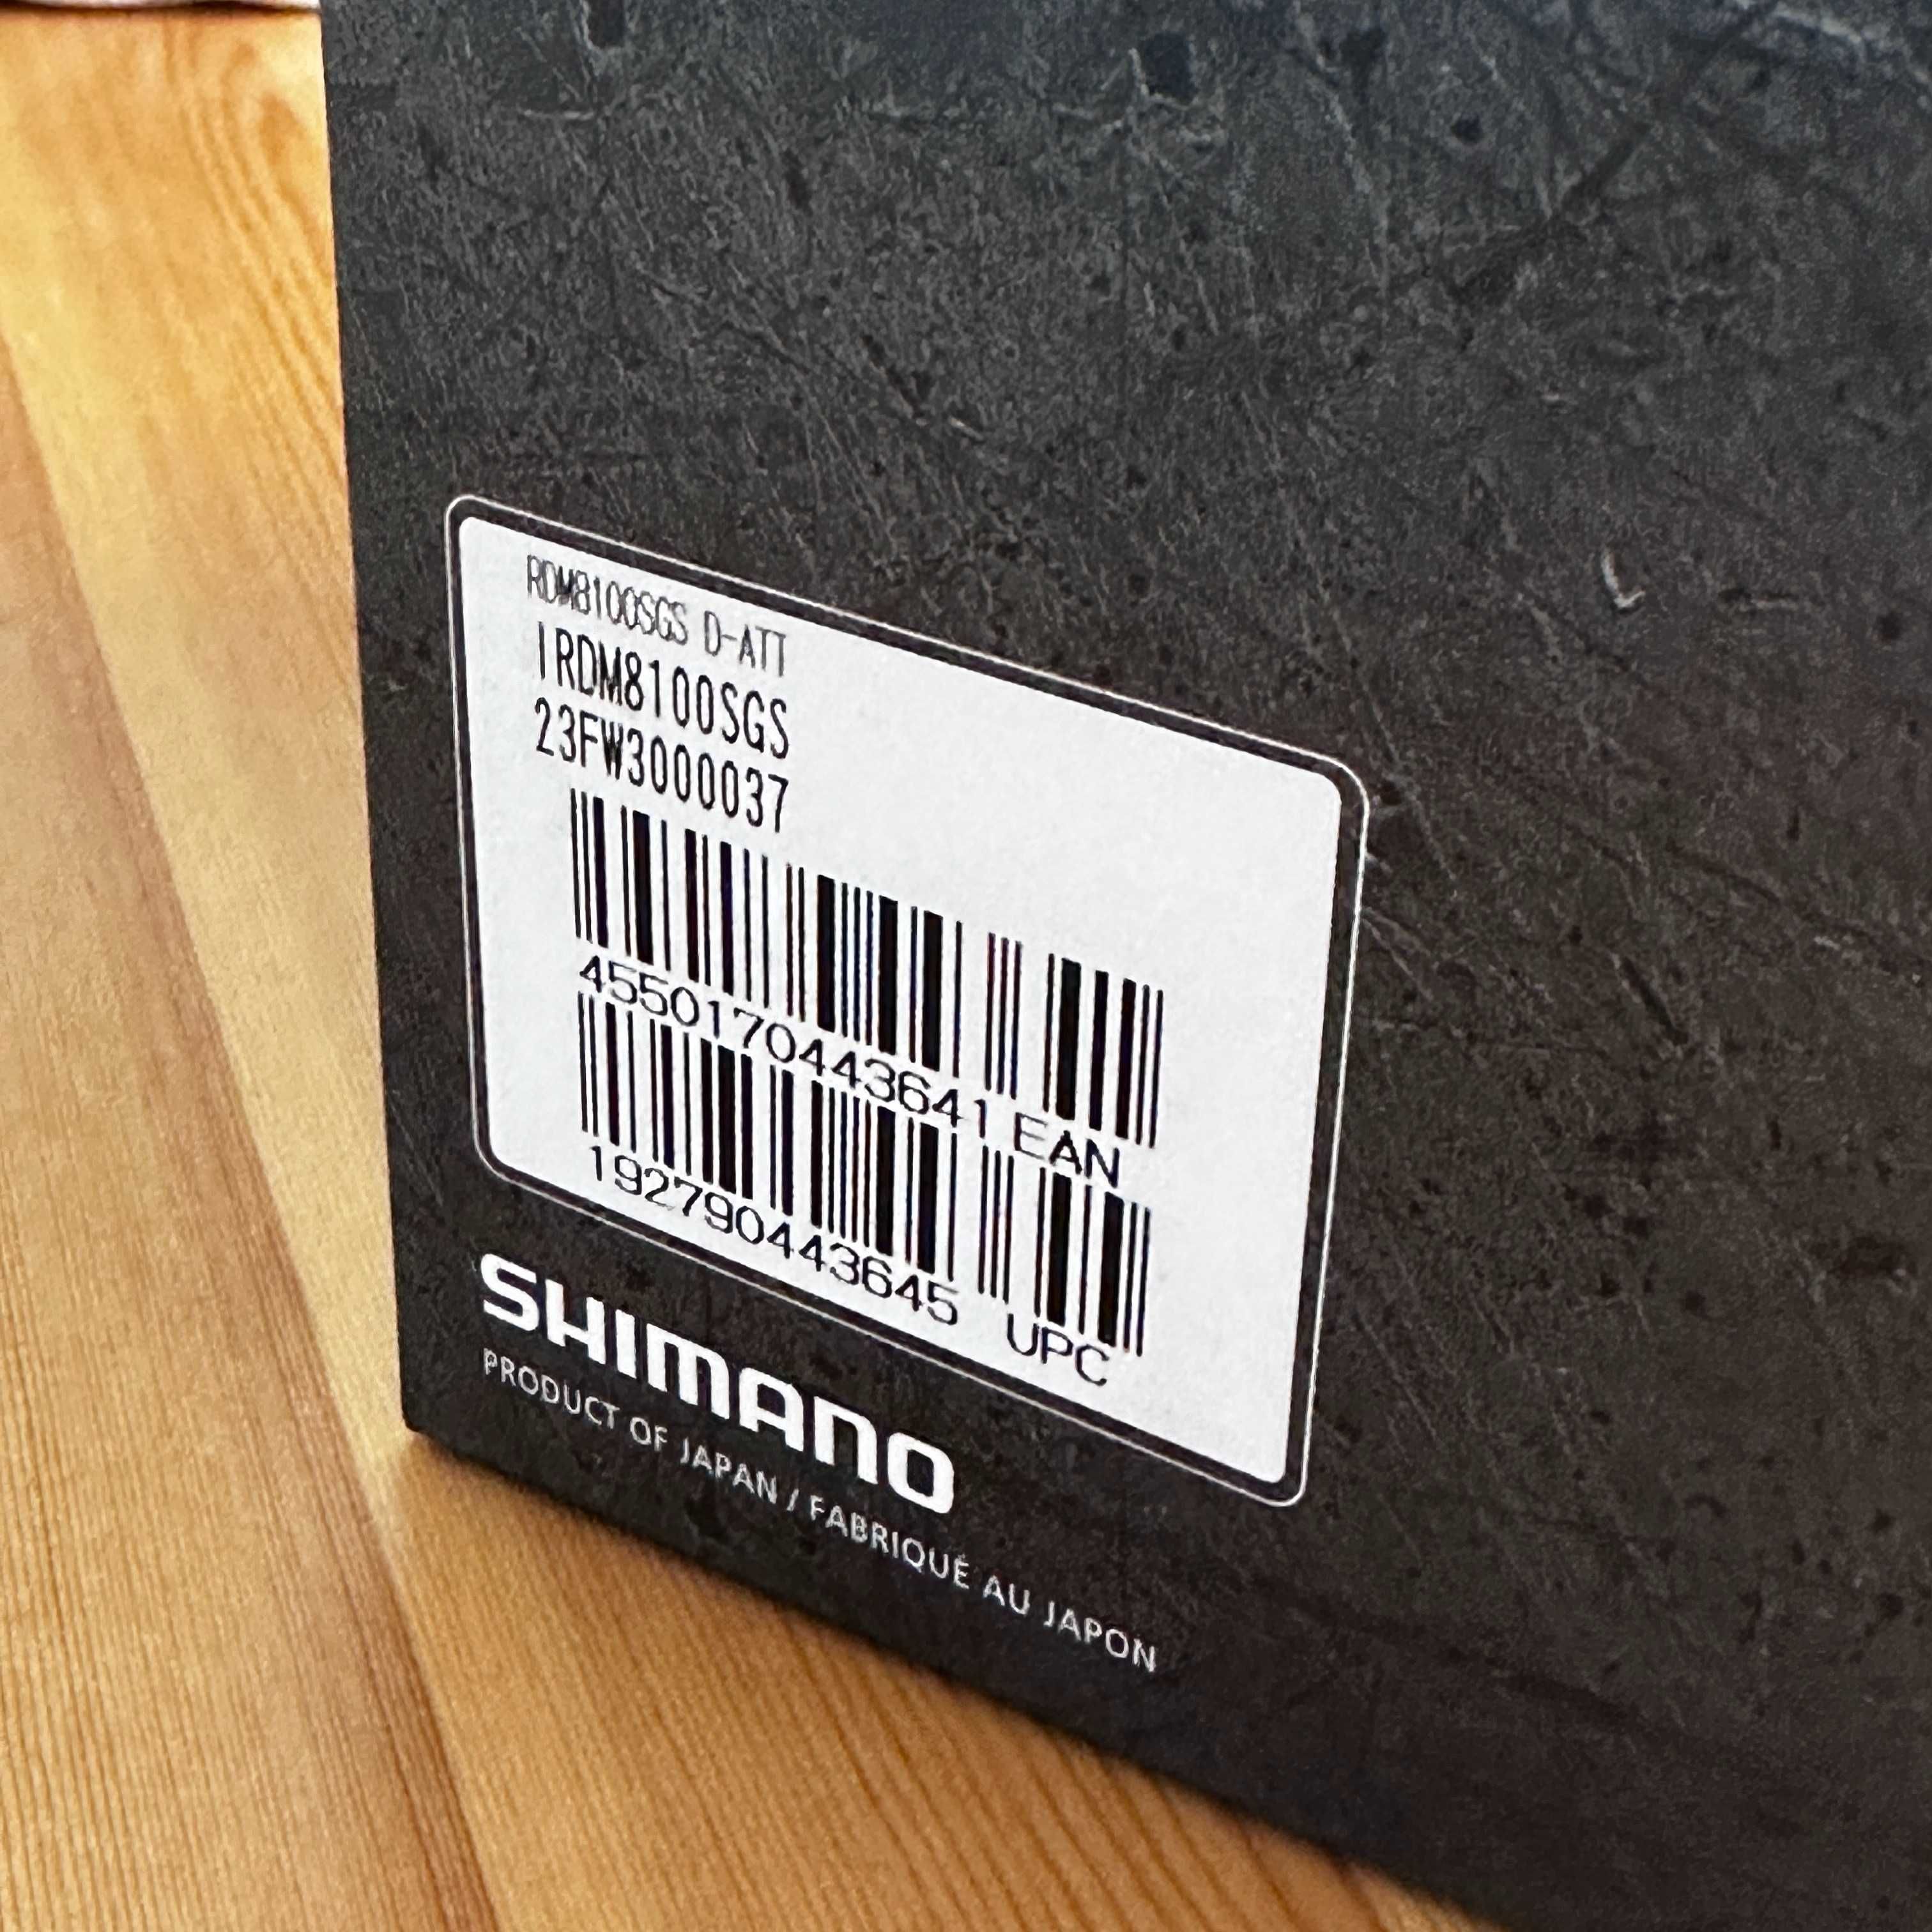 RDM8100SGS D-ATT
IRDM8100SGS
23FW3000037
4550170443641 EAN
192790443645 UPC
SHIMANO
PRODUCT OF JAPAN / FABRIQUÉ AU JAPON